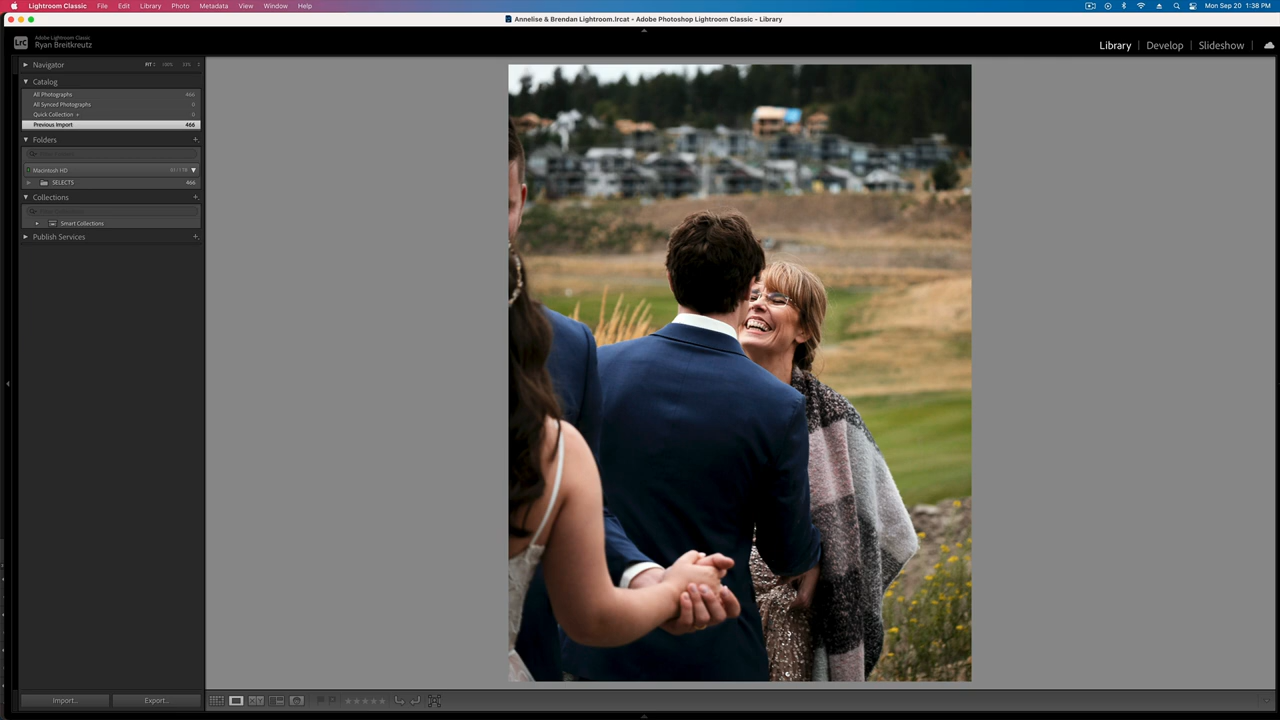 Lightroom Classic File Edit Library Photo Metadata View Window Help Mon Sep 20 1:38 PM
Annelise & Brendan Lightroom.lrcat - Adobe Photoshop Lightroom Classic - Library
LrC
Adobe Lightroom Classic
Ryan Breitkreutz
Library | Develop | Slideshow |
Navigator FIT
Catalog
All Photographs 466
All Synced Photographs 0
Quick Collection + 0
Previous Import 466
Folders +
Macintosh HD
SELECTS 466
Collections +
Smart Collections
Publish Services +
Import... Export...